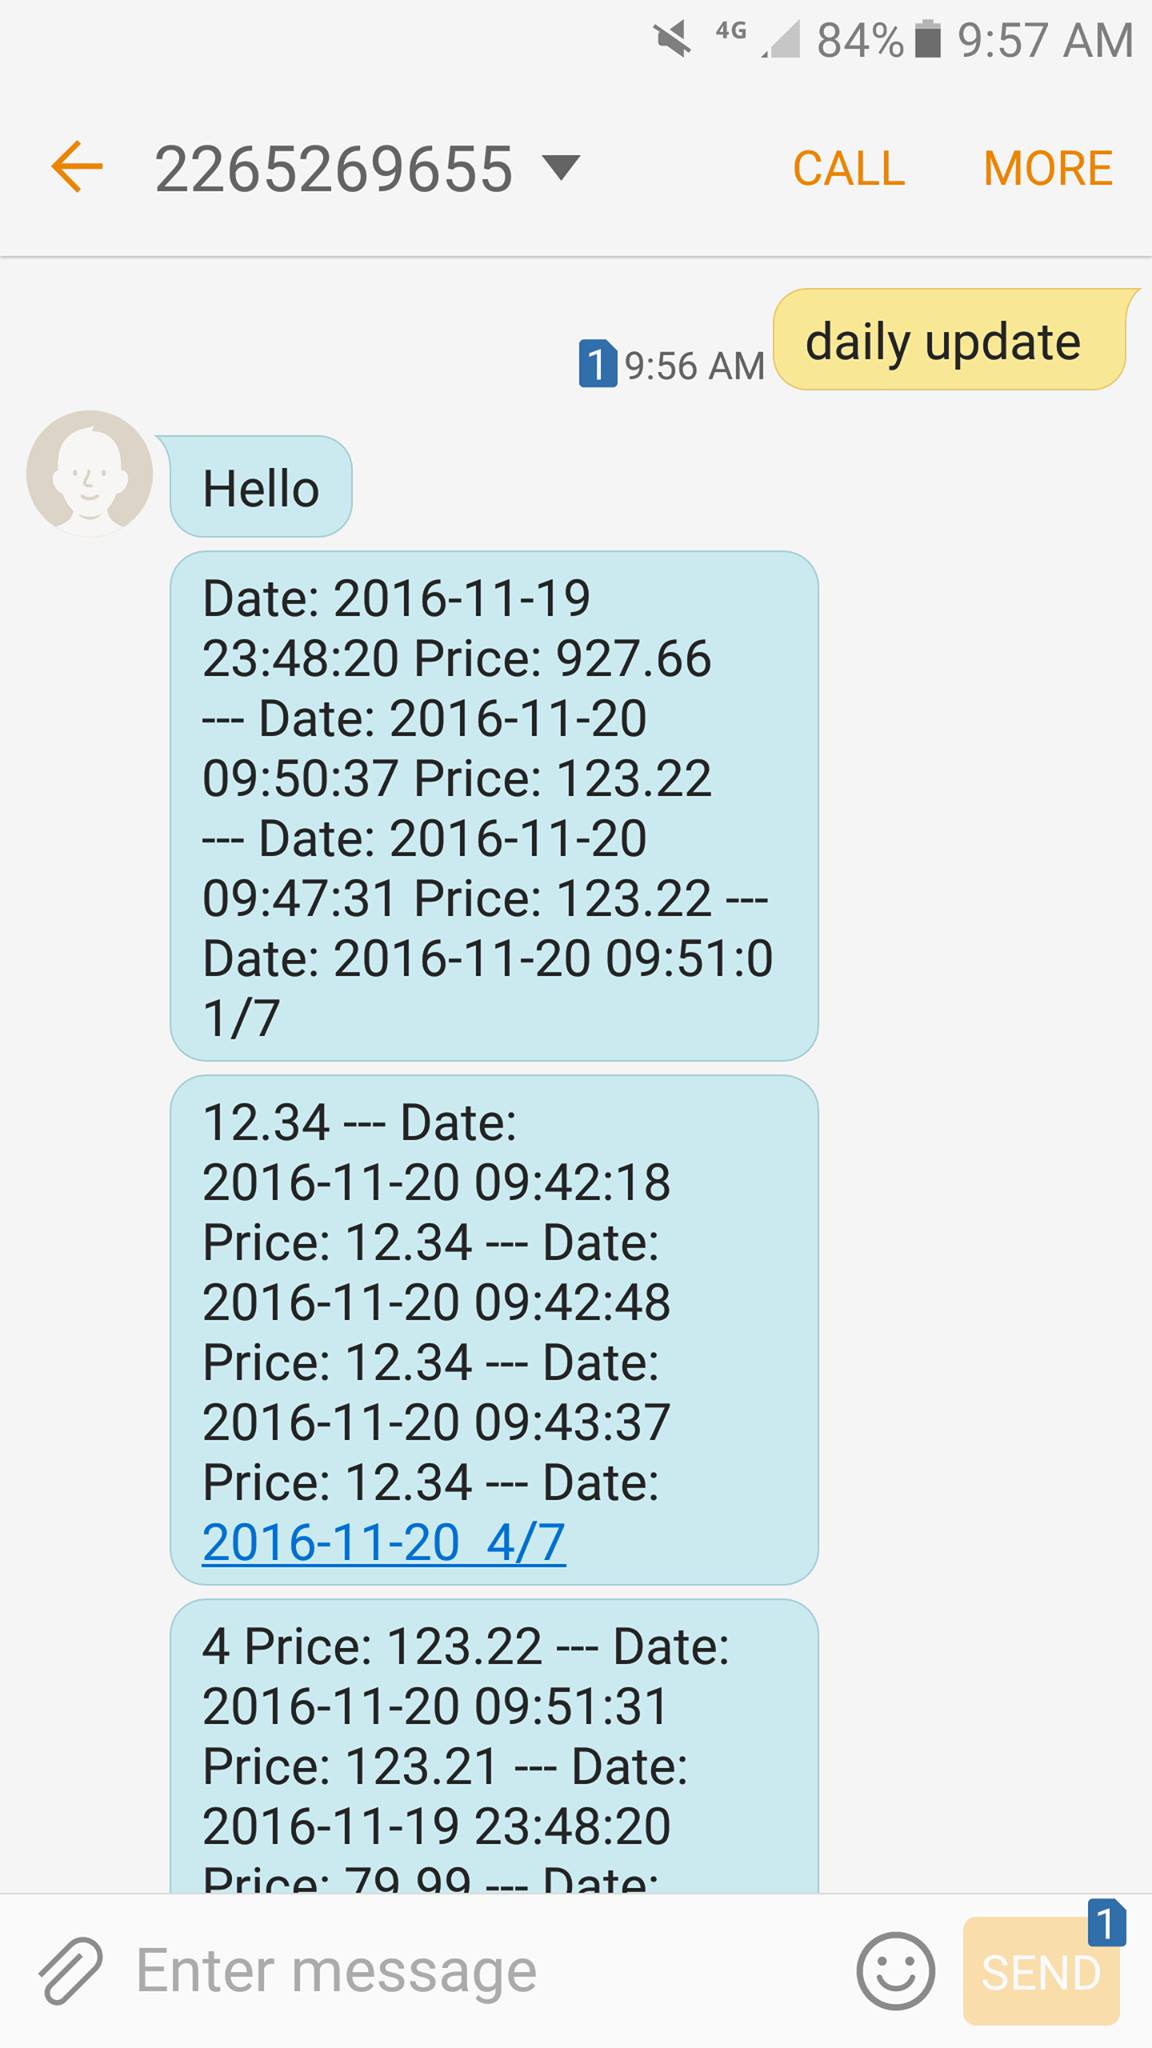 4G 84% 9:57 AM
2265269655 CALL MORE
daily update
1 9:56 AM
Hello
Date: 2016-11-19
23:48:20 Price: 927.66
--- Date: 2016-11-20
09:50:37 Price: 123.22
--- Date: 2016-11-20
09:47:31 Price: 123.22 ---
Date: 2016-11-20 09:51:0
1/7
12.34 --- Date:
2016-11-20 09:42:18
Price: 12.34 --- Date:
2016-11-20 09:42:48
Price: 12.34 --- Date:
2016-11-20 09:43:37
Price: 12.34 --- Date:
2016-11-20 4/7
4 Price: 123.22 --- Date:
2016-11-20 09:51:31
Price: 123.21 --- Date:
2016-11-19 23:48:20
Price: 79.99 --- Date:
Enter message
1
SEND